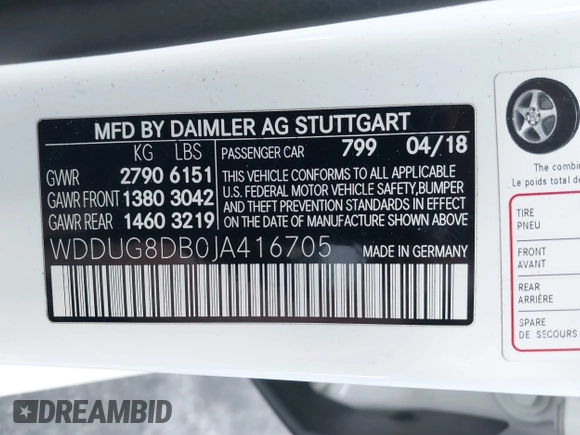 MFD BY DAIMLER AG STUTTGART
KG LBS
GVWR 2790 6151
GAWR FRONT 1380 3042
GAWR REAR 1460 3219
PASSENGER CAR 799 04/18
THIS VEHICLE CONFORMS TO ALL APPLICABLE
U.S. FEDERAL MOTOR VEHICLE SAFETY,BUMPER
AND THEFT PREVENTION STANDARDS IN EFFECT
ON THE DATE OF MANUFACTURE SHOWN ABOVE
WDDUG8DB0JA416705 MADE IN GERMANY
The combin
Le poids total de
TIRE
PNEU
FRONT
AVANT
REAR
ARRIÈRE
SPARE
DE SECOURS
DREAMBID